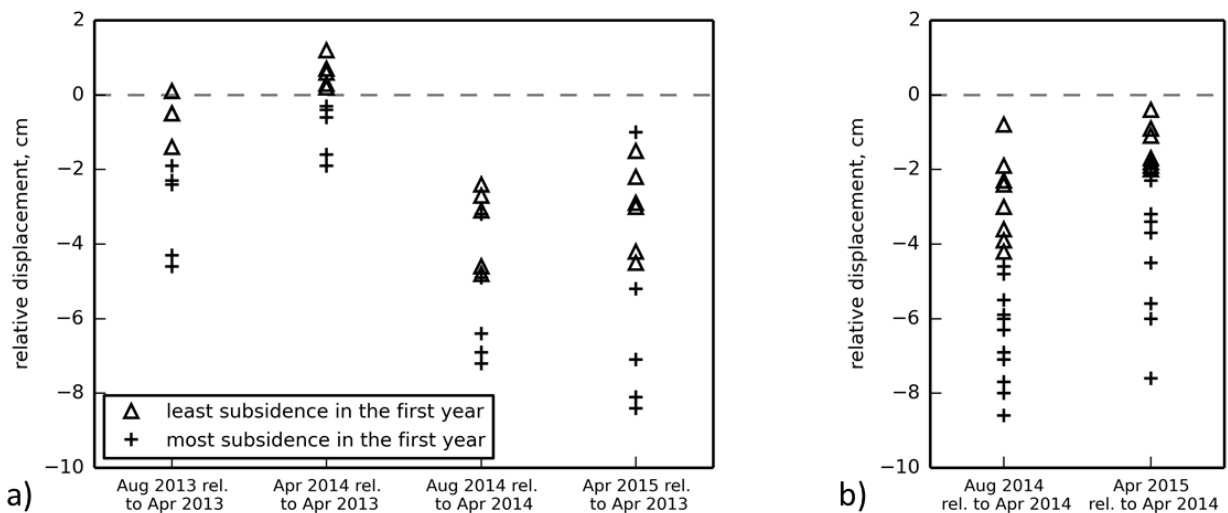 2
0
−2
−4
−6
−8
−10
relative displacement, cm
least subsidence in the first year
most subsidence in the first year
Aug 2013 rel.
to Apr 2013
Apr 2014 rel.
to Apr 2013
Aug 2014 rel.
to Apr 2014
Apr 2015 rel.
to Apr 2013
a)
2
0
−2
−4
−6
−8
−10
relative displacement, cm
Aug 2014
rel. to Apr 2014
Apr 2015
rel. to Apr 2014
b)